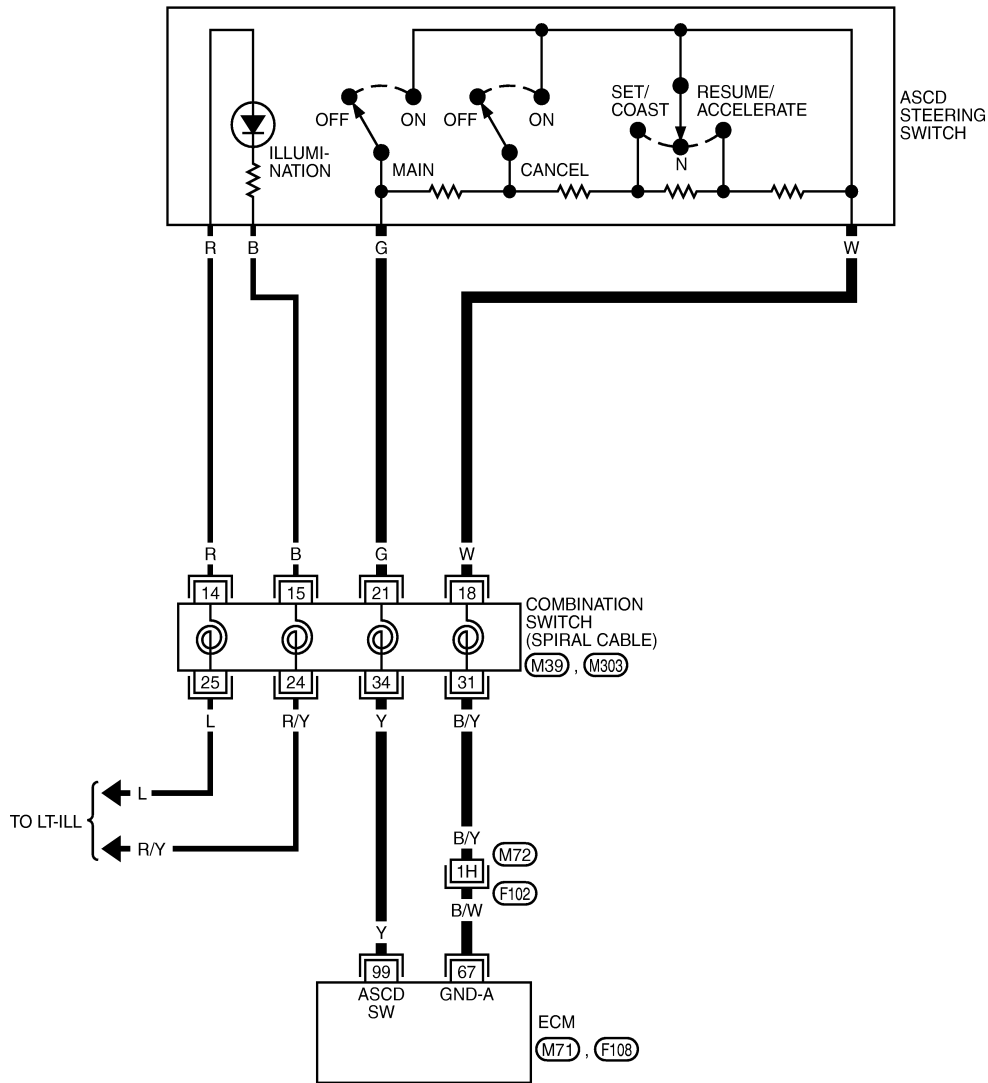 SET/
COAST
RESUME/
ACCELERATE
ASCD
STEERING
SWITCH
OFF
ON
OFF
ON
ILLUMI-
NATION
MAIN
CANCEL
N
R
B
G
W
R
B
G
W
14
15
21
18
COMBINATION
SWITCH
(SPIRAL CABLE)
M39 , M303
25
24
34
31
L
R/Y
Y
B/Y
TO LT-ILL
L
R/Y
B/Y
M72
1H
F102
B/W
Y
99
67
ASCD
SW
GND-A
ECM
M71 , F108